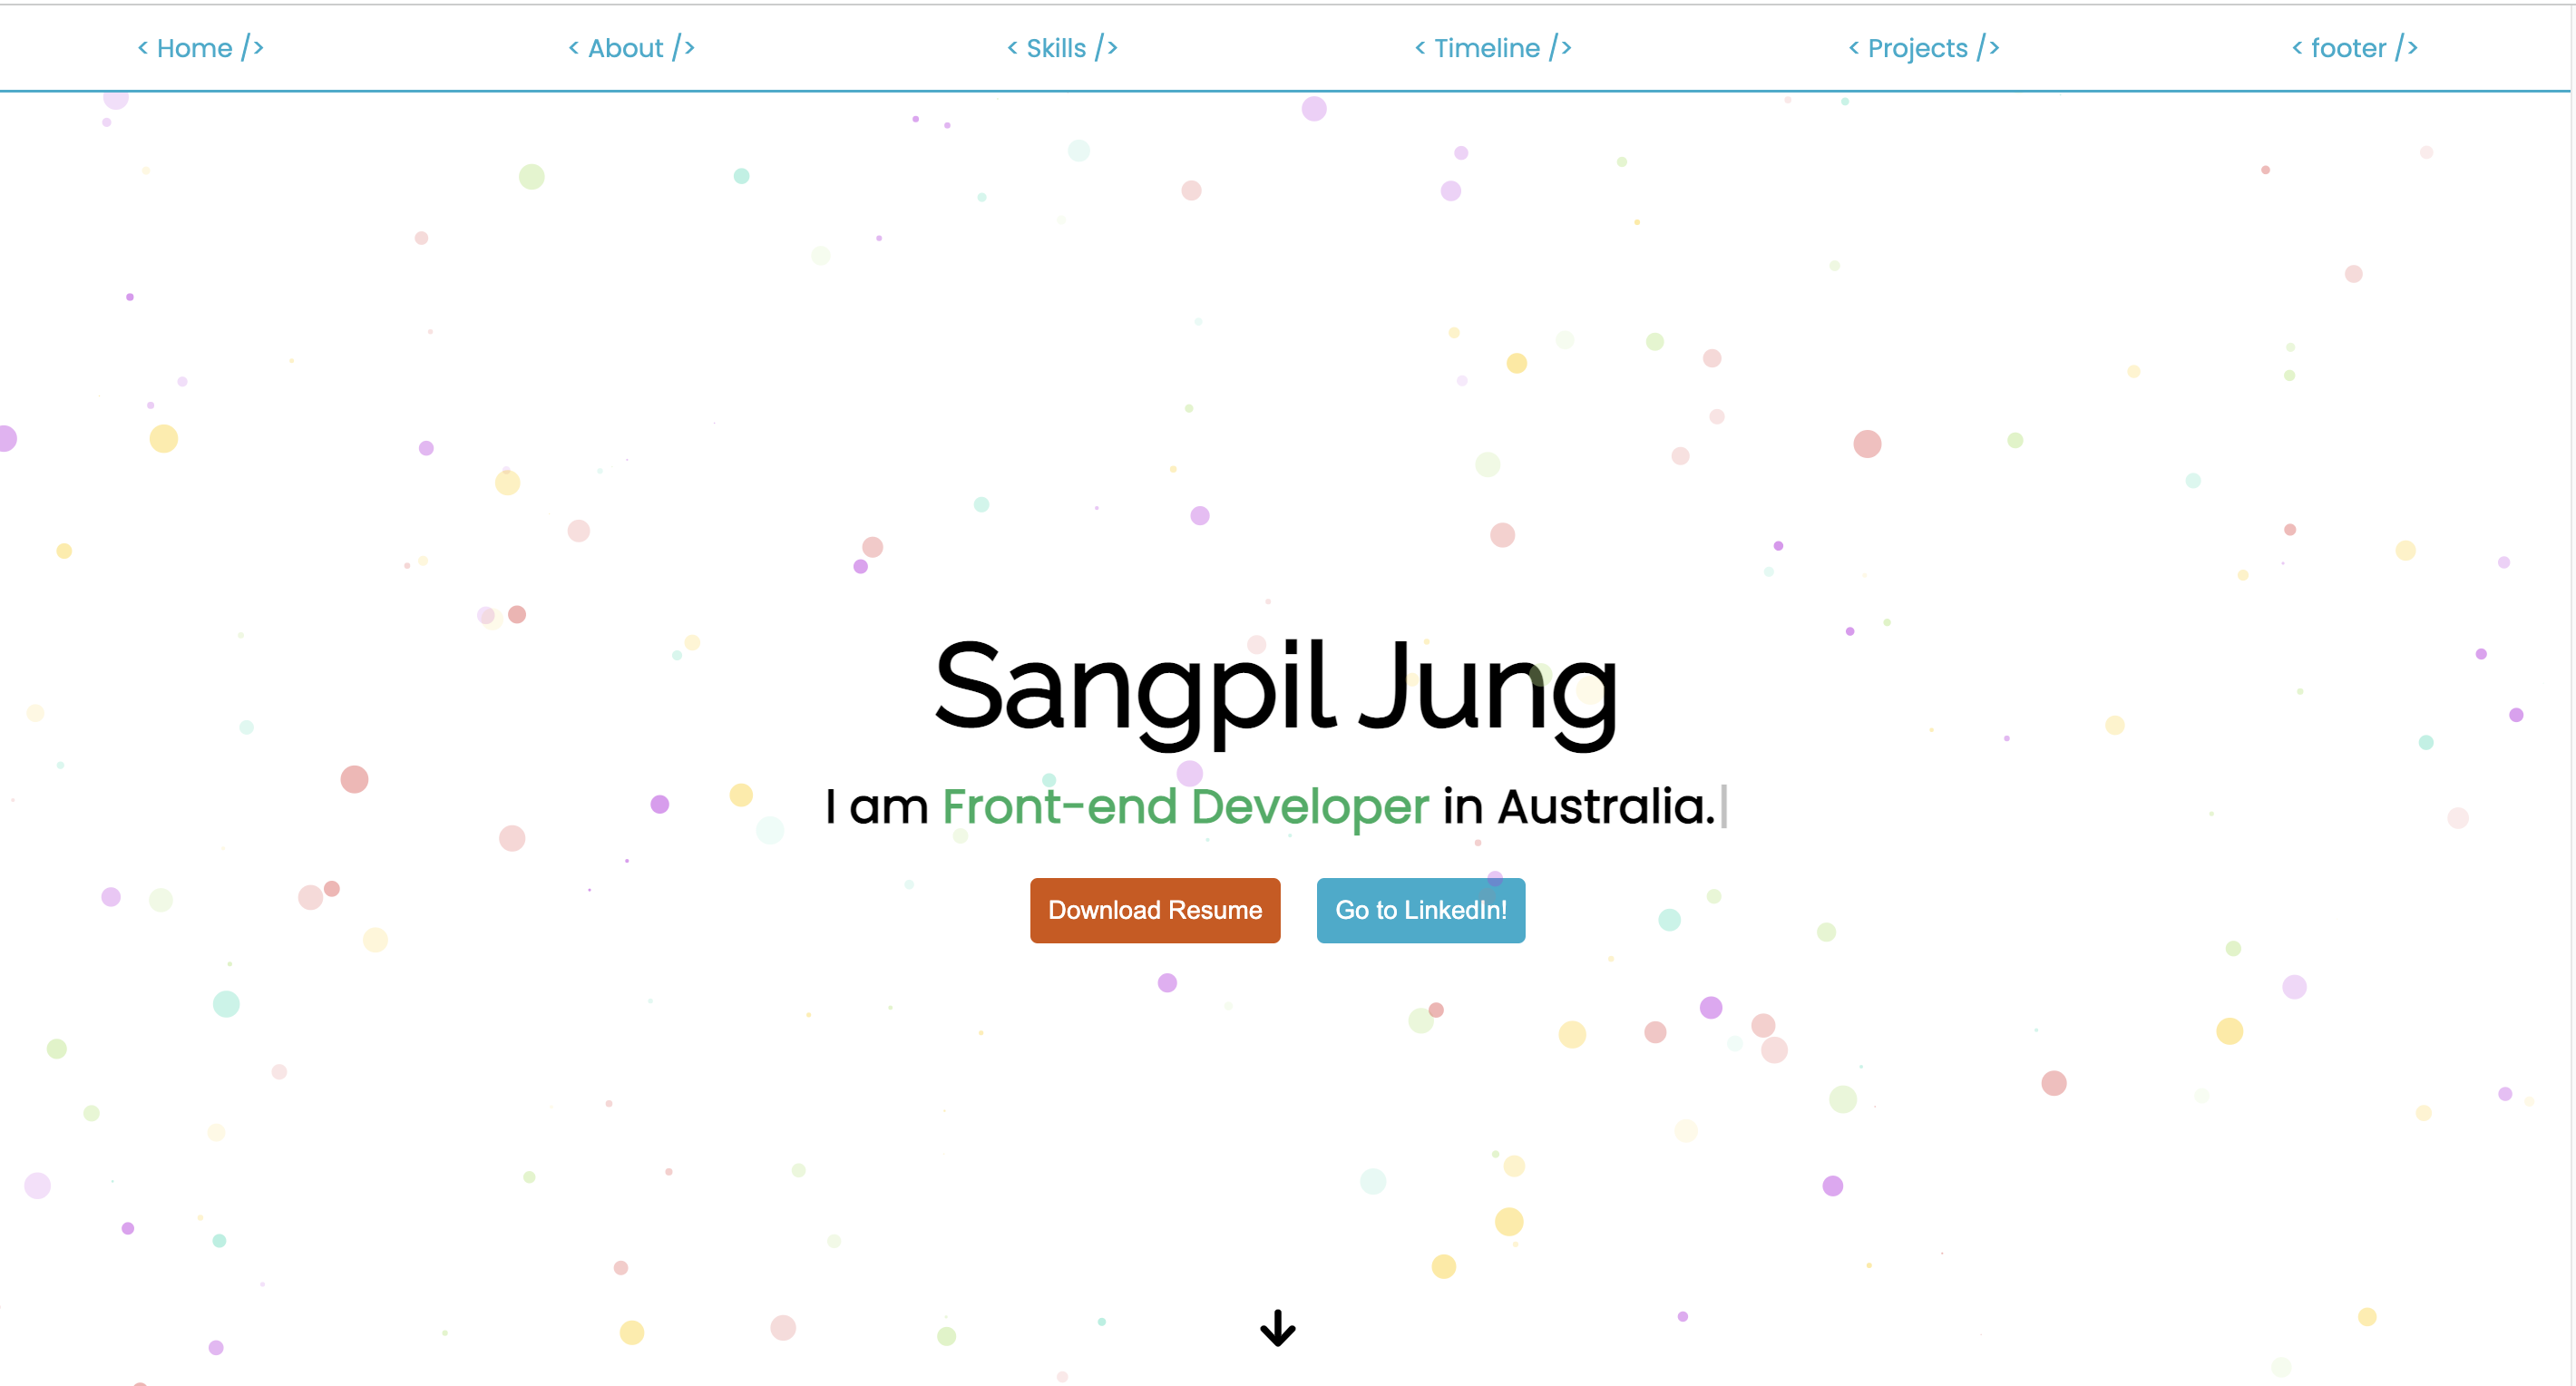 < Home /> < About /> < Skills /> < Timeline /> < Projects /> < footer />
Sangpil Jung
I am Front-end Developer in Australia.
Download Resume Go to LinkedIn!